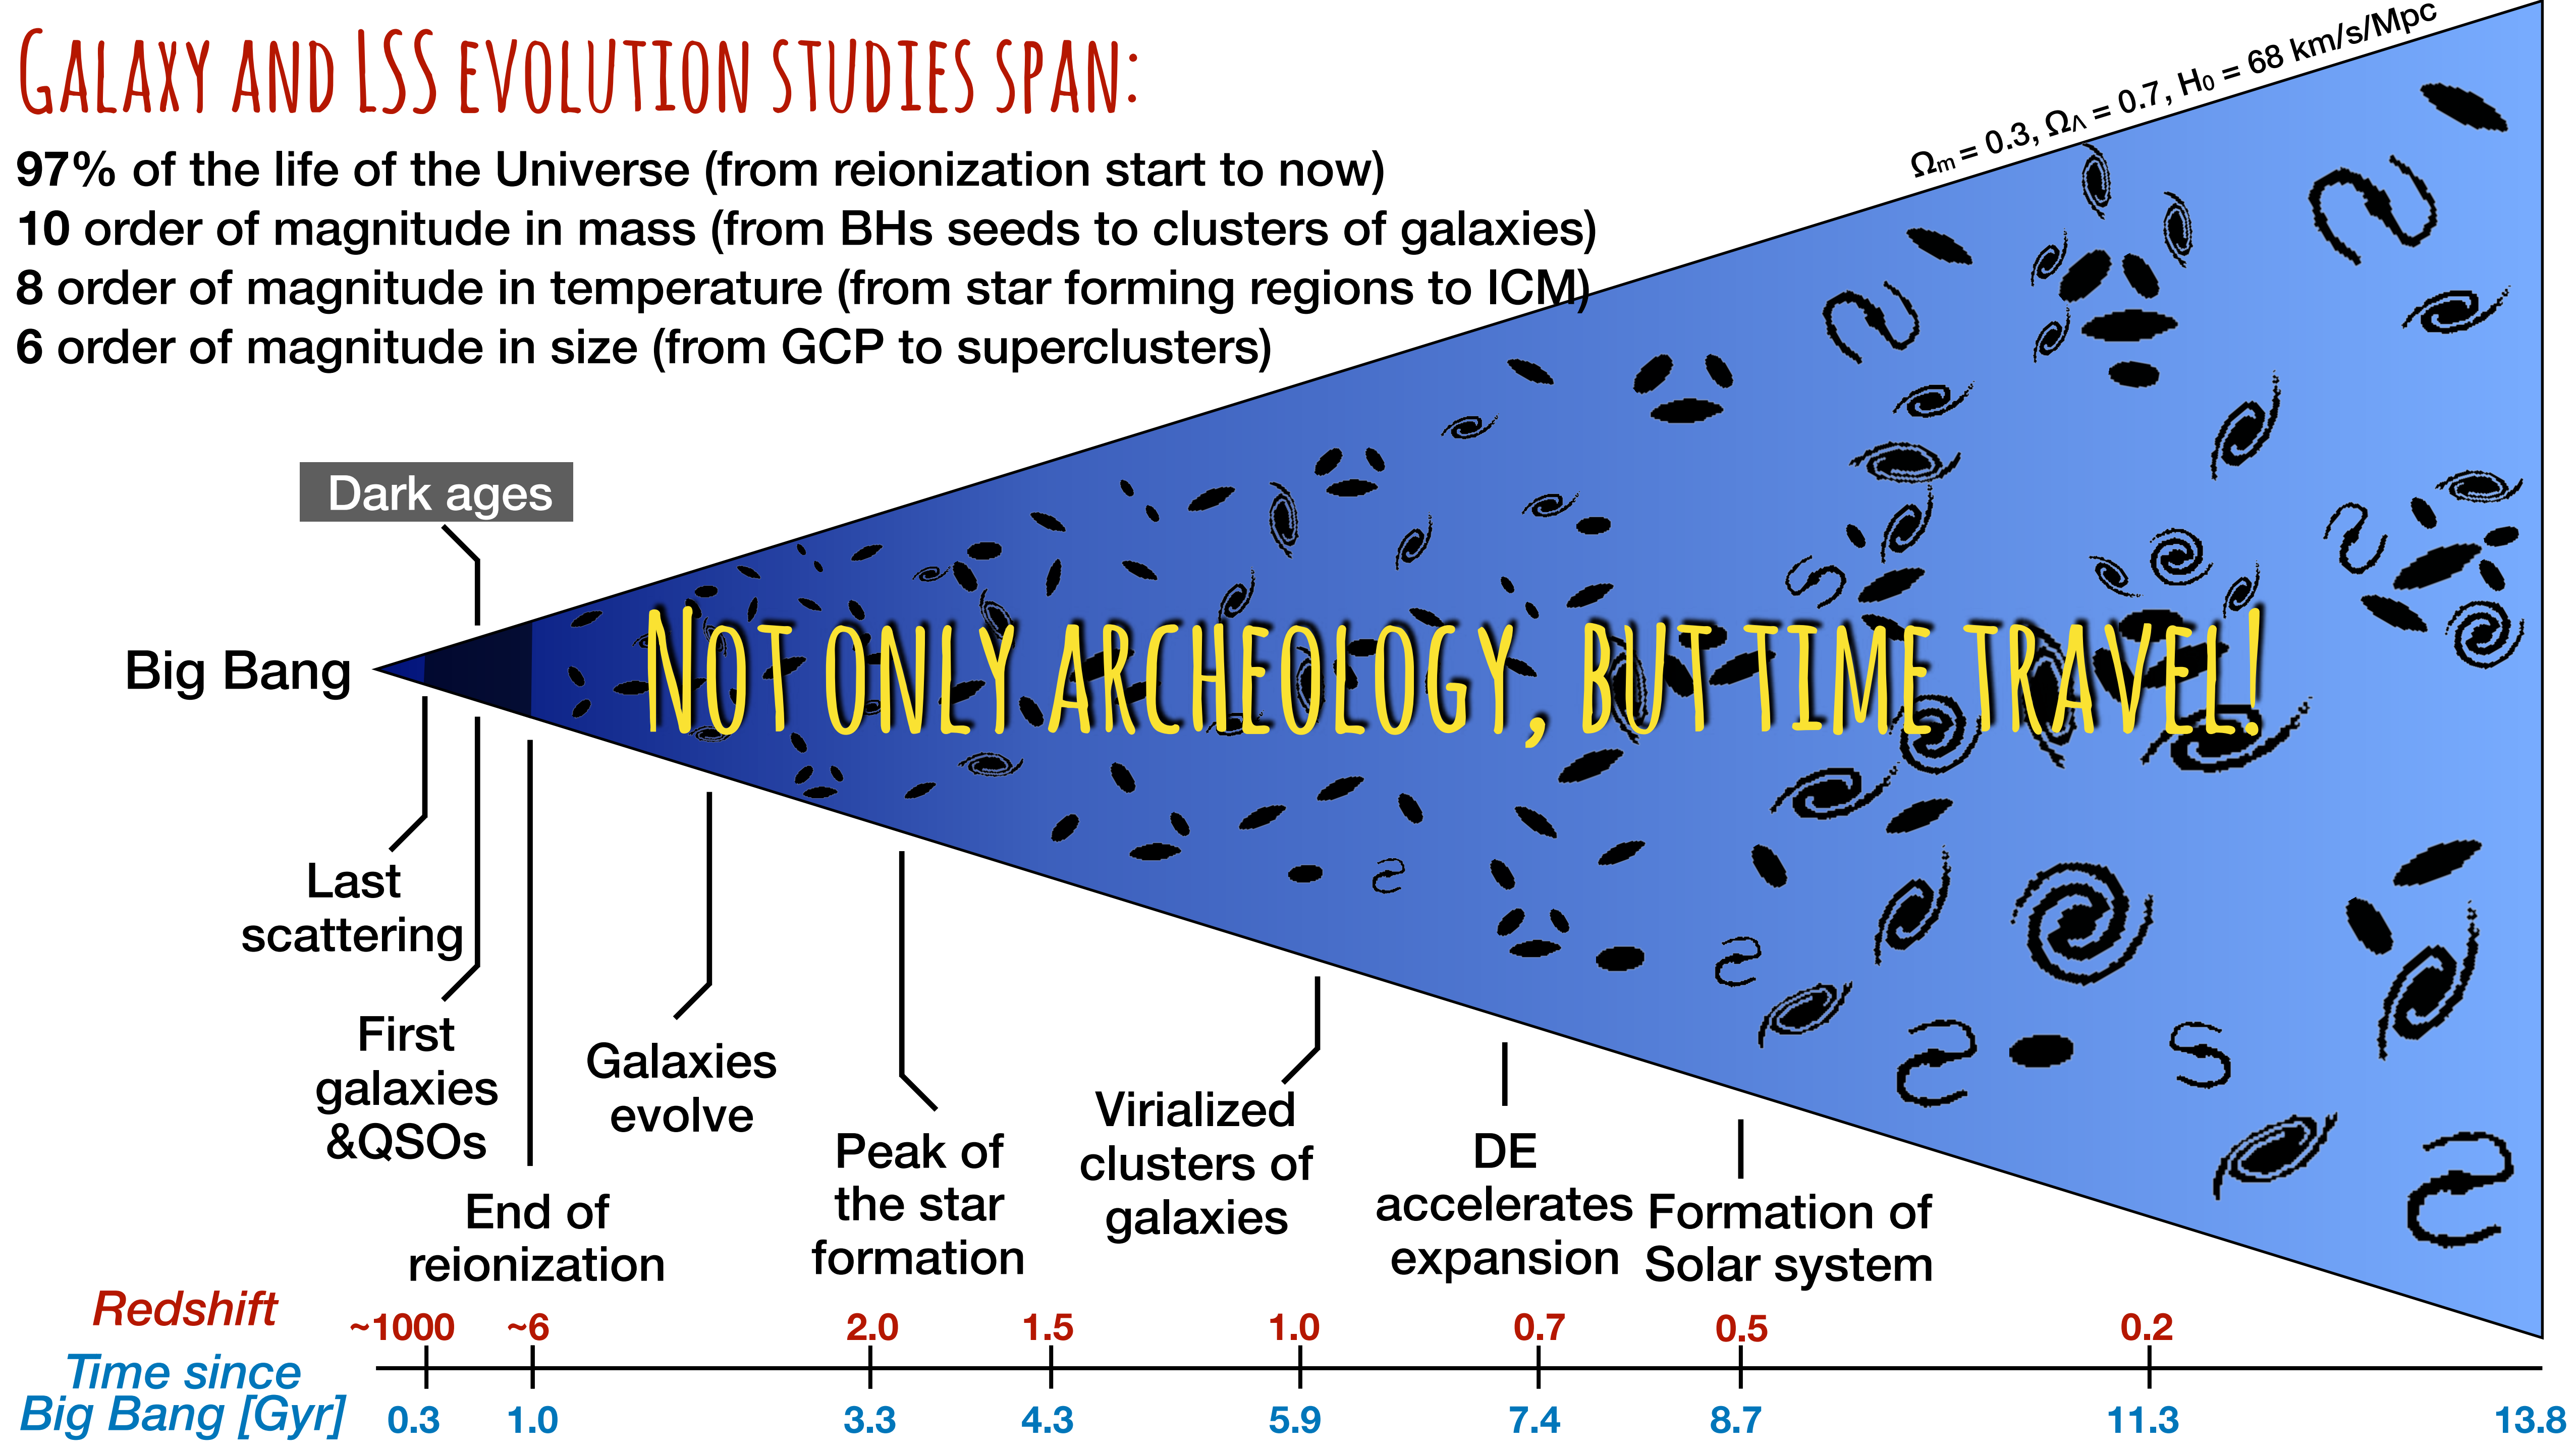 GALAXY AND LSS EVOLUTION STUDIES SPAN:
97% of the life of the Universe (from reionization start to now)
10 order of magnitude in mass (from BHs seeds to clusters of galaxies)
8 order of magnitude in temperature (from star forming regions to ICM)
6 order of magnitude in size (from GCP to superclusters)
Ωm = 0.3, ΩΛ = 0.7, H0 = 68 km/s/Mpc
Dark ages
Big Bang
NOT ONLY ARCHEOLOGY, BUT TIME TRAVEL!
Last
scattering
First
galaxies
&QSOs
End of
reionization
Galaxies
evolve
Peak of
the star
formation
Virialized
clusters of
galaxies
DE
accelerates
expansion
Formation of
Solar system
Redshift
~1000 ~6 2.0 1.5 1.0 0.7 0.5 0.2
Time since
Big Bang [Gyr]
0.3 1.0 3.3 4.3 5.9 7.4 8.7 11.3 13.8